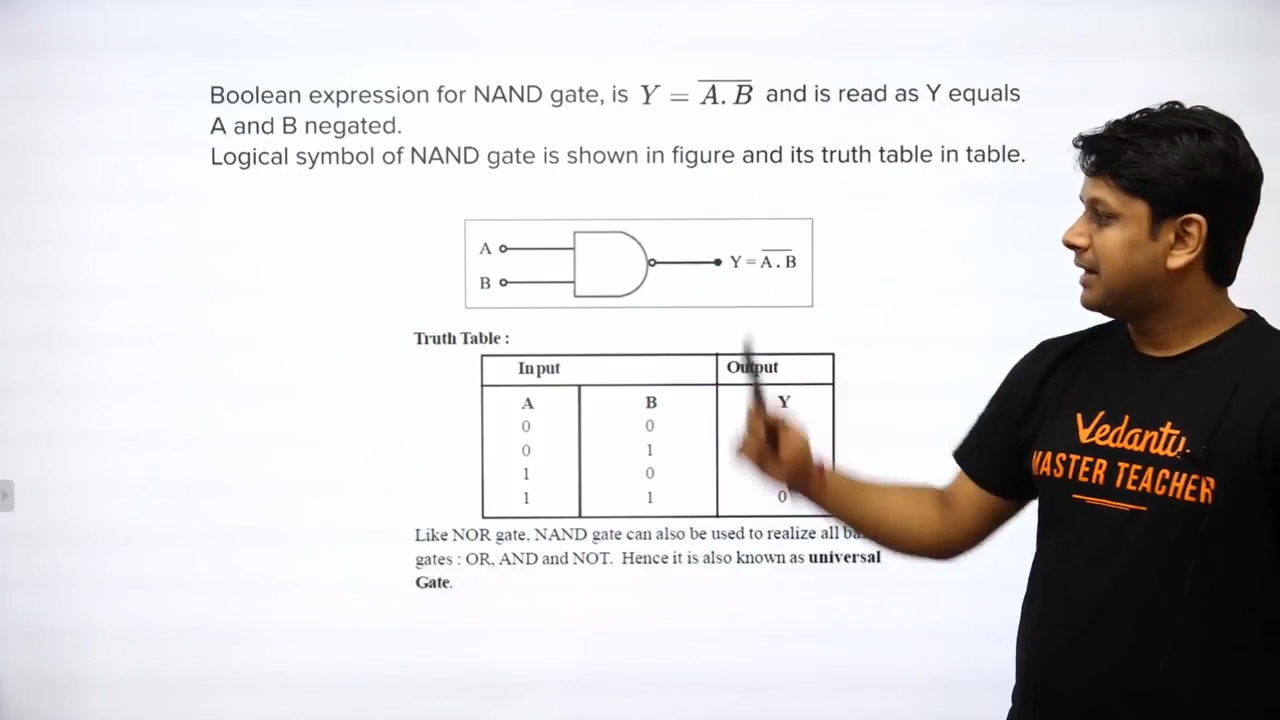 Boolean expression for NAND gate, is Y = \overline{A.B} and is read as Y equals
A and B negated.
Logical symbol of NAND gate is shown in figure and its truth table in table.
A
B
Y = \overline{A.B}
Truth Table :
Input Output
A B Y
0 0
0 1
1 0
1 1 0
Like NOR gate, NAND gate can also be used to realize all
gates : OR, AND and NOT. Hence it is also known as universal
Gate.
Vedantu
MASTER TEACHER